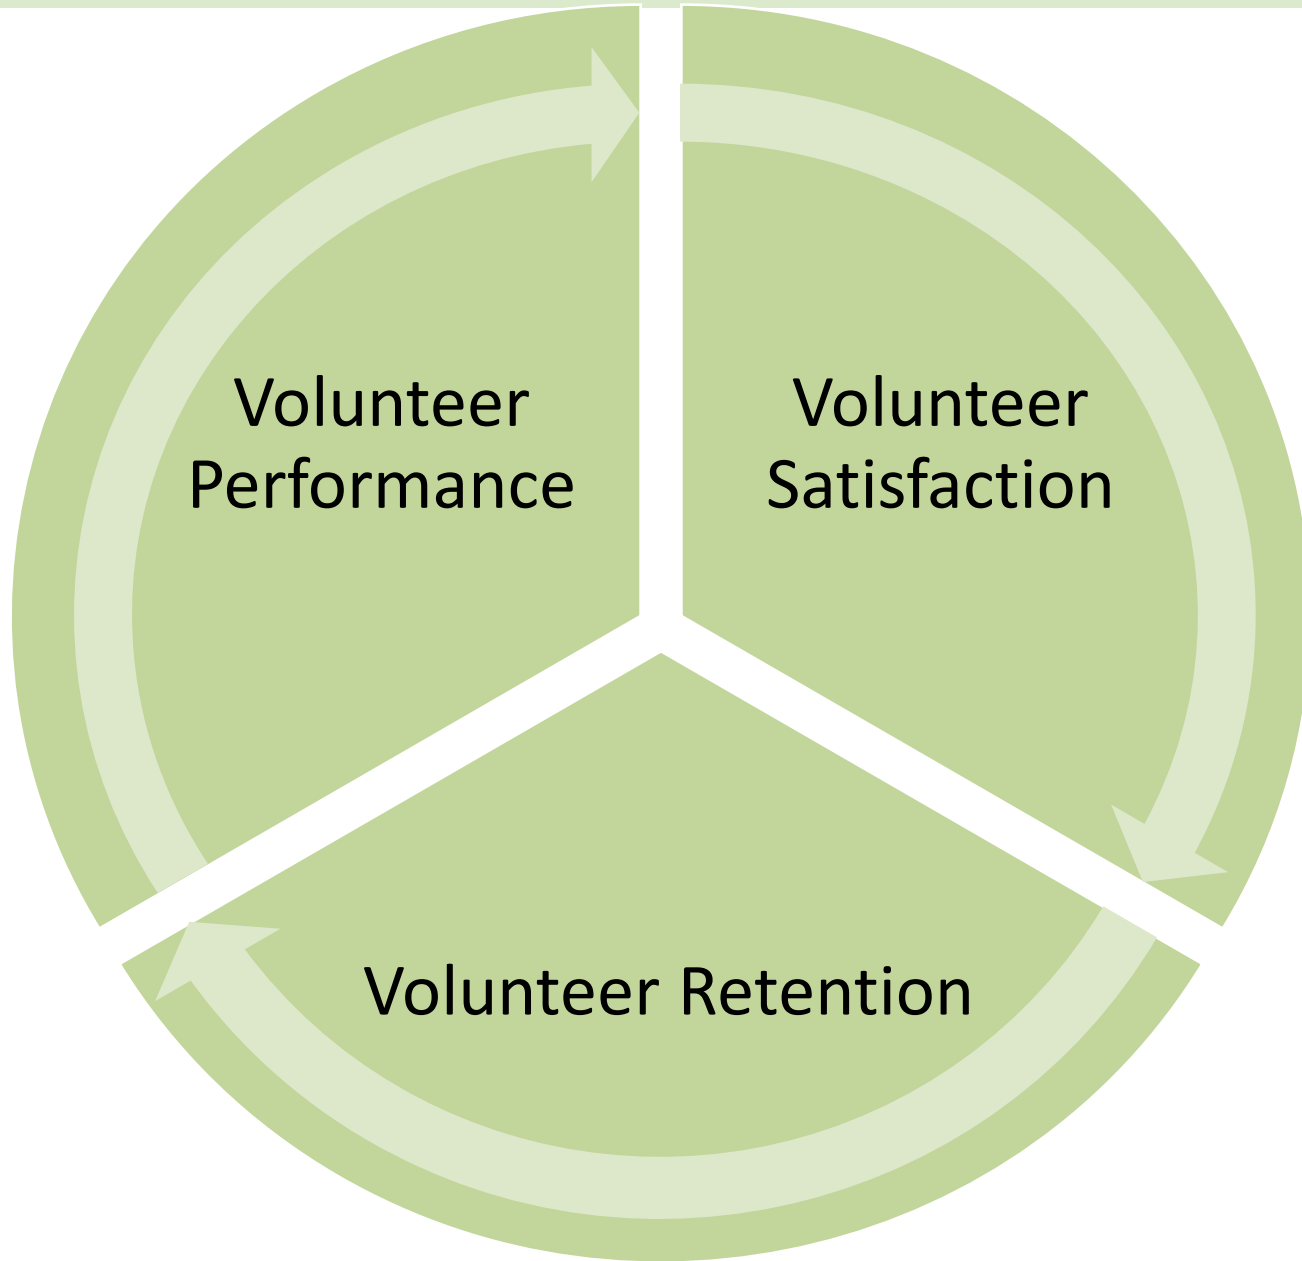 Volunteer
Performance
Volunteer
Satisfaction
Volunteer Retention